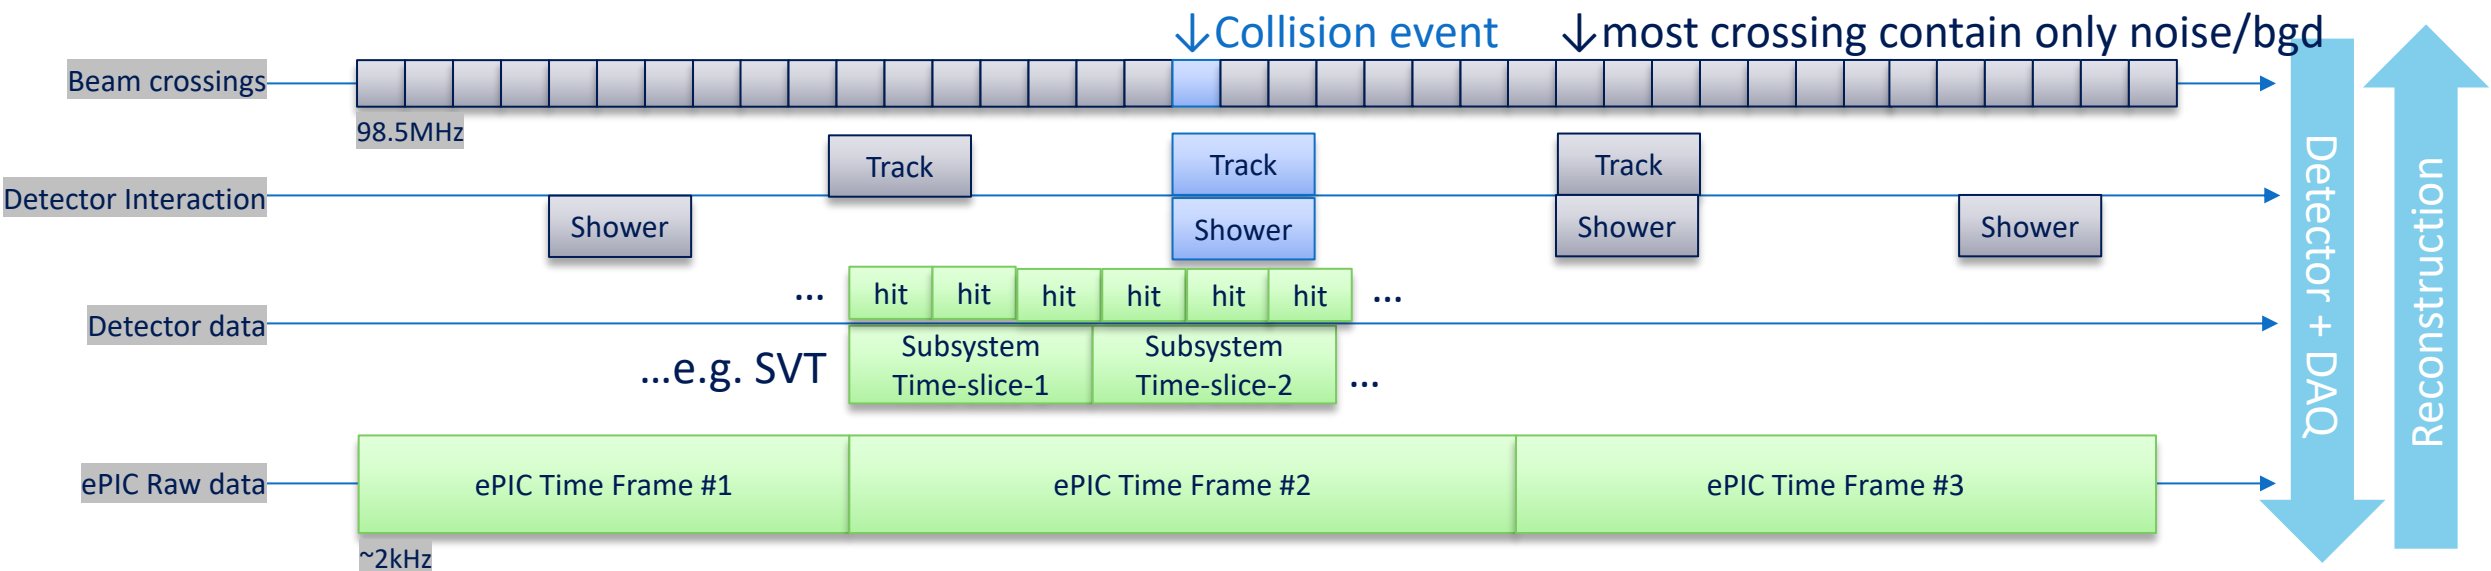 ↓Collision event
↓most crossing contain only noise/bgd
Beam crossings
98.5MHz
Track
Track
Track
Detector Interaction
Shower
Shower
Shower
Shower
... hit hit hit hit hit hit ...
Detector data
...e.g. SVT
Subsystem
Time-slice-1
Subsystem
Time-slice-2
...
ePIC Raw data
ePIC Time Frame #1
ePIC Time Frame #2
ePIC Time Frame #3
~2kHz
Detector + DAQ
Reconstruction